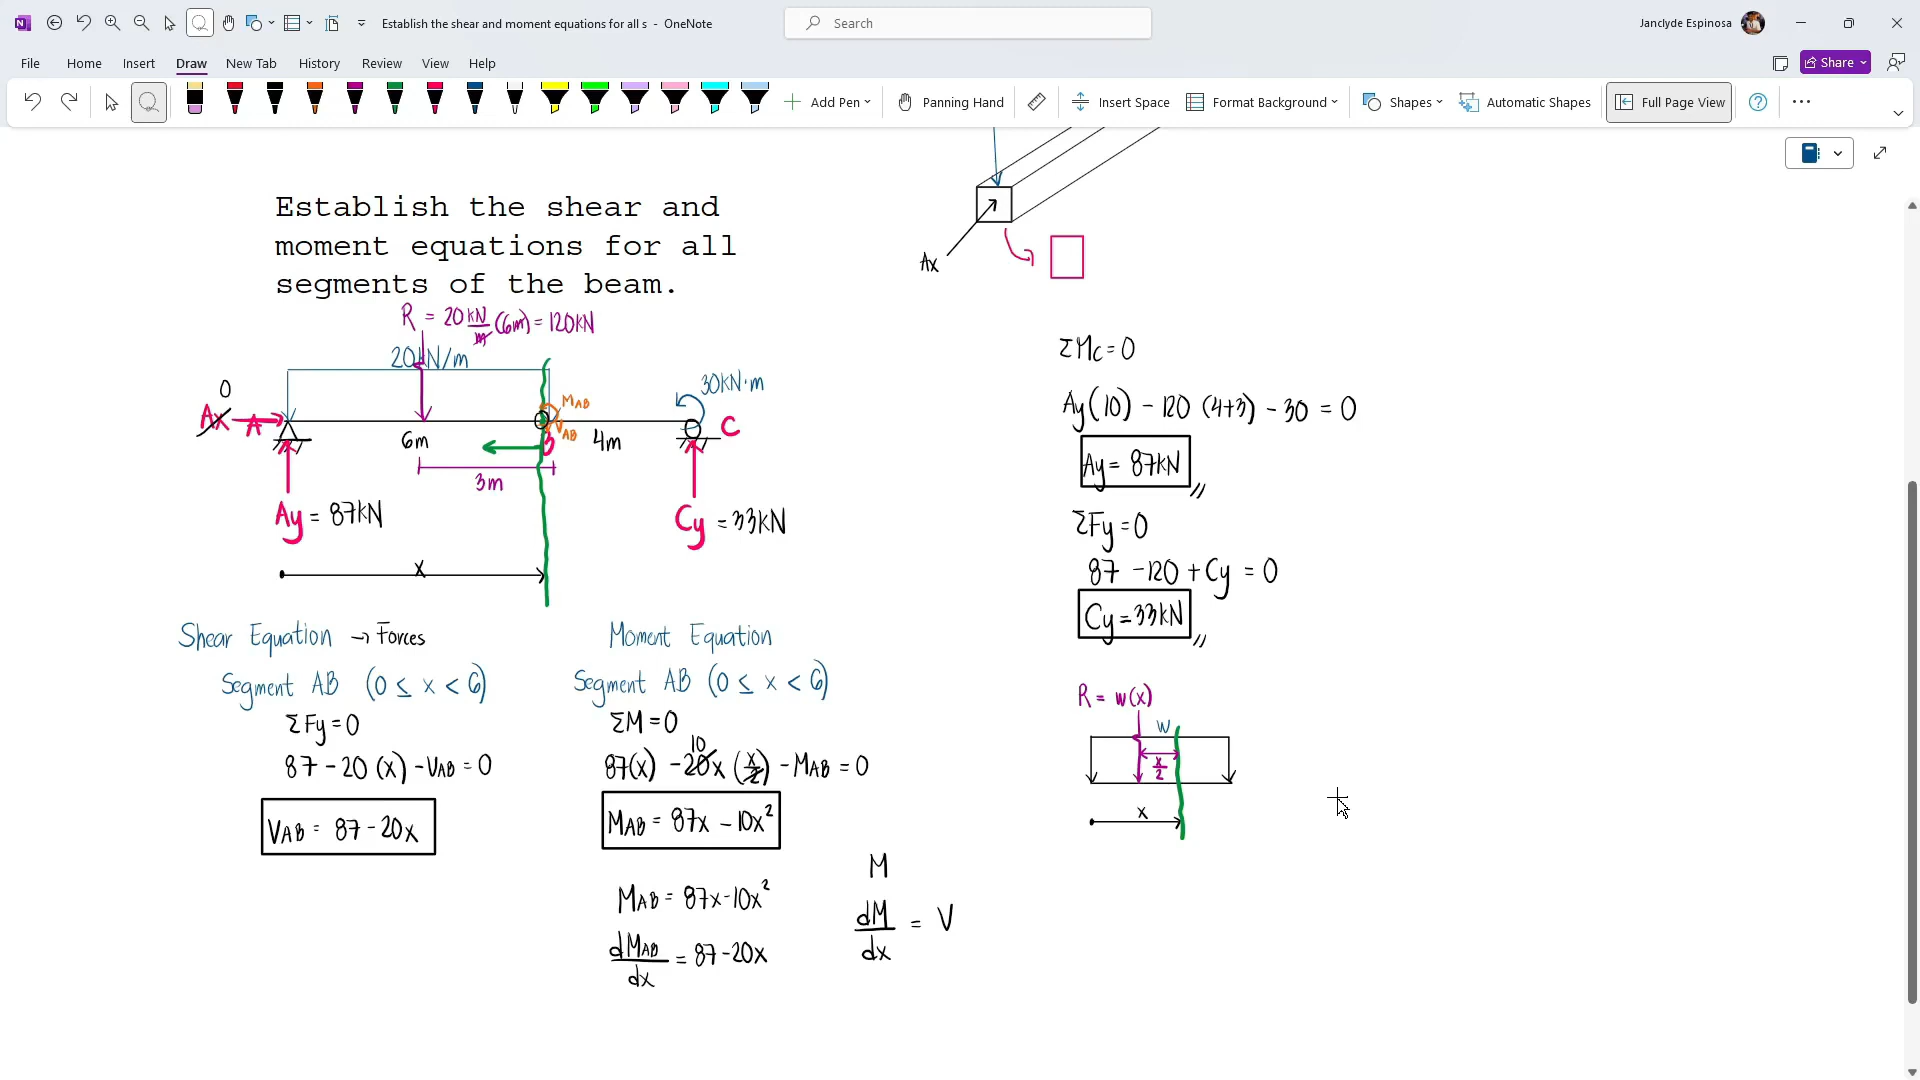 Establish the shear and moment equations for all s - OneNote
Search
Janclyde Espinosa
File Home Insert Draw New Tab History Review View Help
Share
Add Pen
Panning Hand
Insert Space
Format Background
Shapes
Automatic Shapes
Full Page View
Establish the shear and
moment equations for all
segments of the beam.
Ax
R = 20 kN/m (6m) = 120kN
20kN/m
30kN·m
0
Ax
A
MAB
VAB
B
C
6m
4m
3m
Ay = 87kN
Cy = 33kN
x
ΣMc = 0
Ay(10) - 120 (4+3) - 30 = 0
Ay = 87kN
ΣFy = 0
87 - 120 + Cy = 0
Cy = 33kN
Shear Equation → Forces
Segment AB (0 ≤ x < 6)
ΣFy = 0
87 - 20 (x) - VAB = 0
VAB = 87 - 20x
Moment Equation
Segment AB (0 ≤ x < 6)
ΣM = 0
10
87(x) - 20x (x/2) - MAB = 0
MAB = 87x - 10x²
MAB = 87x - 10x²
dMAB/dx = 87 - 20x
M
dM/dx = V
R = w(x)
w
x/2
x